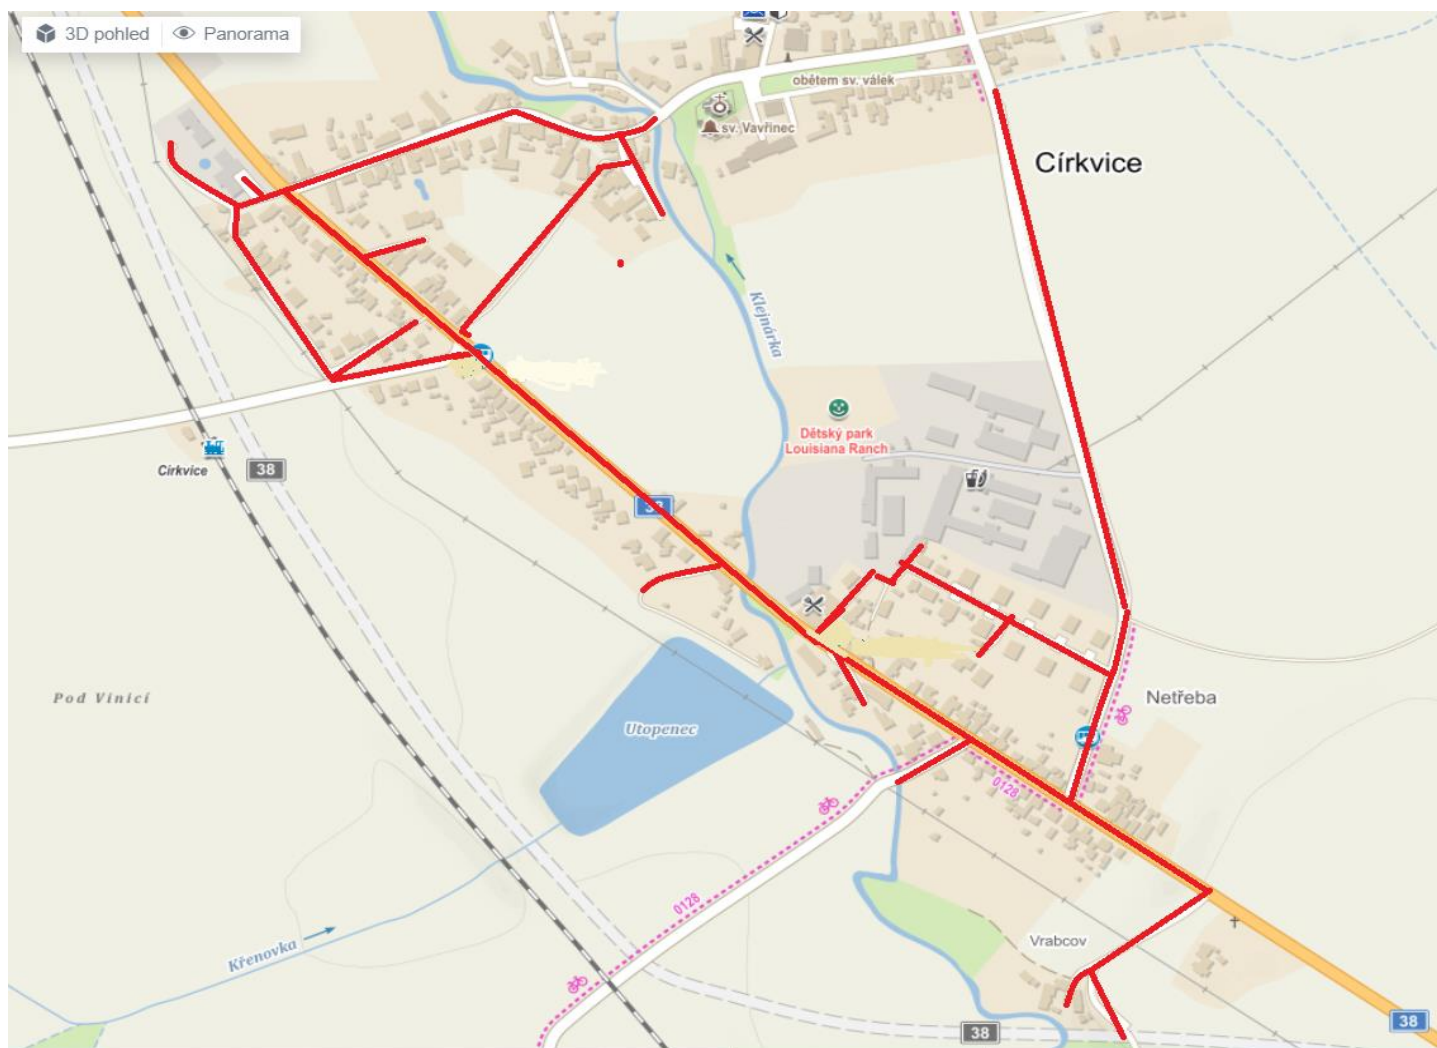 3D pohled Panorama
obětem sv. válek
sv. Vavřinec
Církvice
Klejnárka
Dětský park
Louisiana Ranch
Církvice
38
38
Pod Vinicí
Netřeba
Utopenec
0128
0128
Křenovka
Vrabcov
38
38